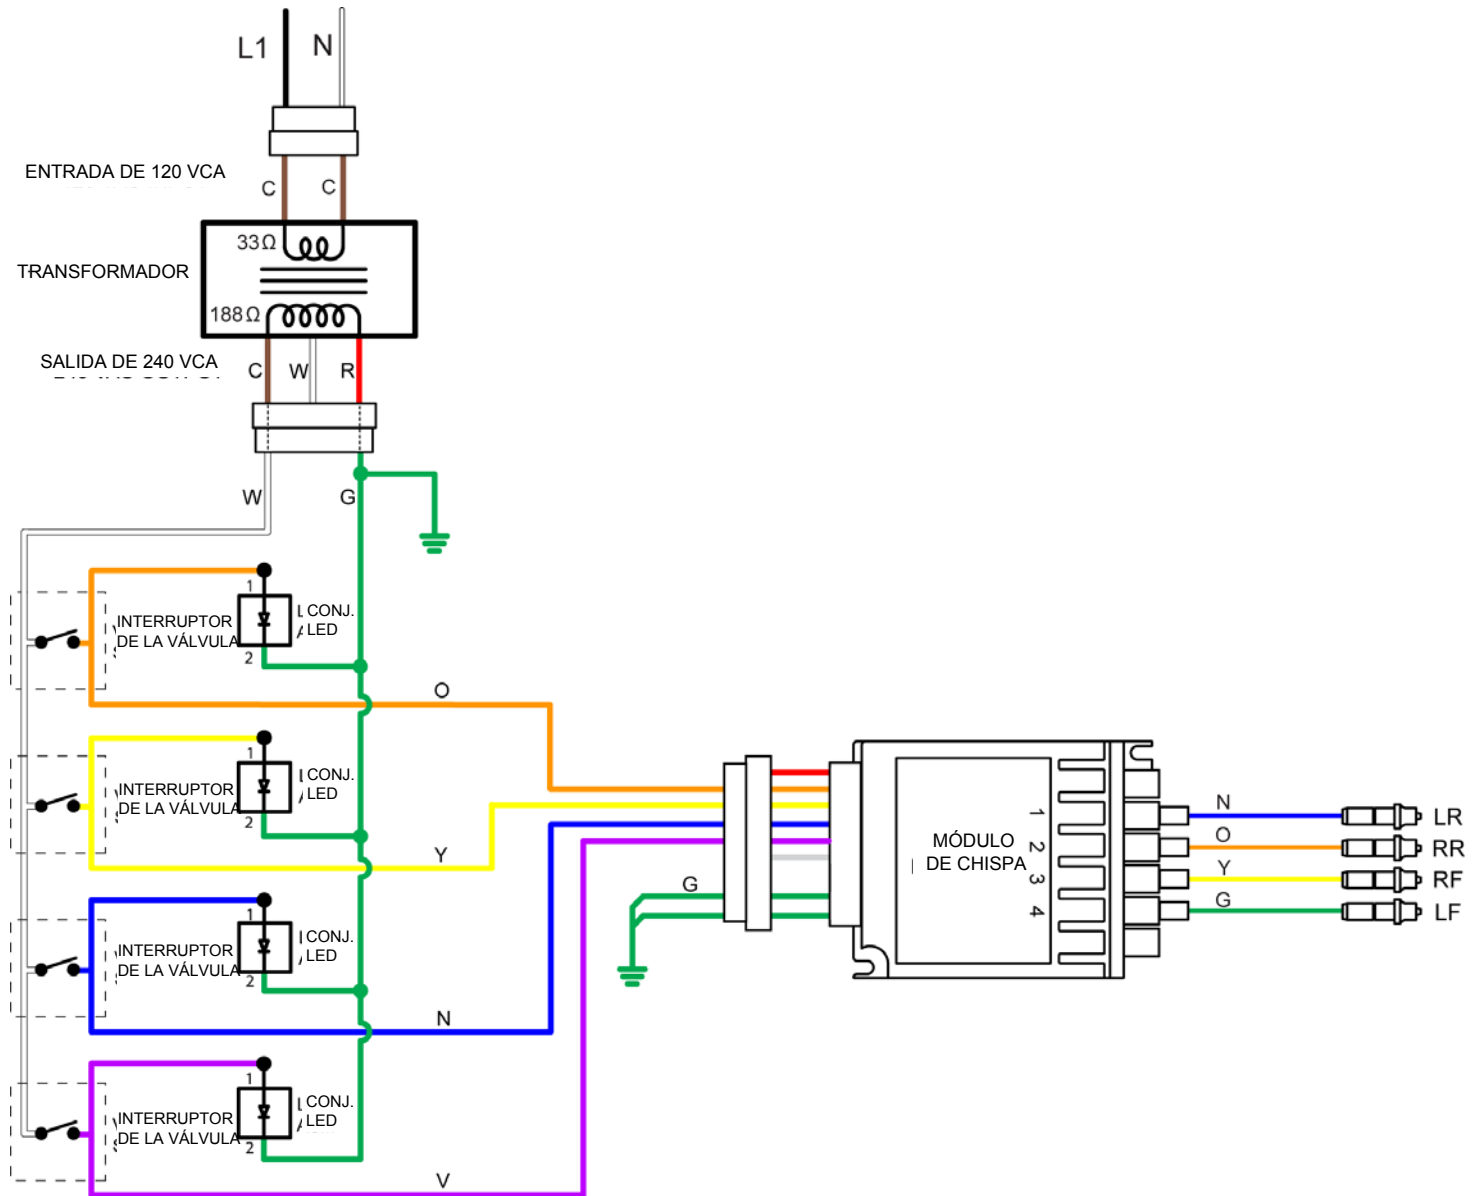 L1 N
ENTRADA DE 120 VCA
C C
33Ω
TRANSFORMADOR
188Ω
SALIDA DE 240 VCA
C W R
W G
1
INTERRUPTOR
DE LA VÁLVULA
CONJ.
LED
2
O
1
INTERRUPTOR
DE LA VÁLVULA
CONJ.
LED
2
Y
1
INTERRUPTOR
DE LA VÁLVULA
CONJ.
LED
2
N
1
INTERRUPTOR
DE LA VÁLVULA
CONJ.
LED
2
V
G
MÓDULO
DE CHISPA
1
2
3
4
N LR
O RR
Y RF
G LF